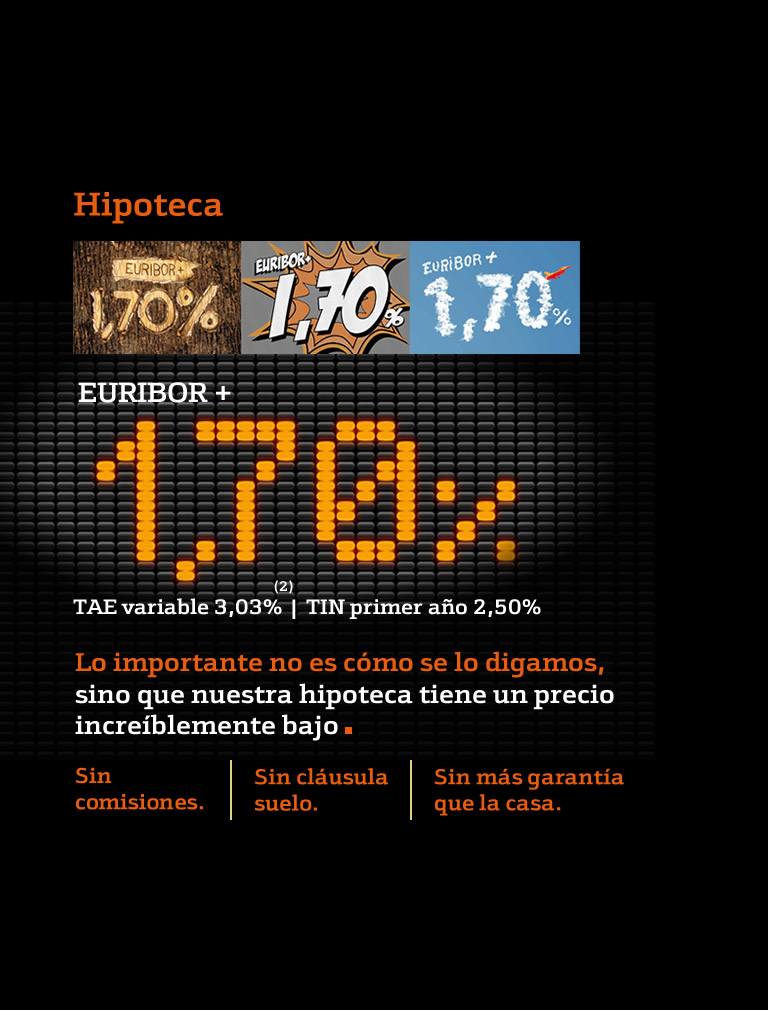 Hipoteca
EURIBOR+
1,70%
EURIBOR+
1,70%
EURIBOR +
1,70%
EURIBOR +
1,70%
(2)
TAE variable 3,03% | TIN primer año 2,50%
Lo importante no es cómo se lo digamos,
sino que nuestra hipoteca tiene un precio
increíblemente bajo.
Sin
comisiones.
Sin cláusula
suelo.
Sin más garantía
que la casa.